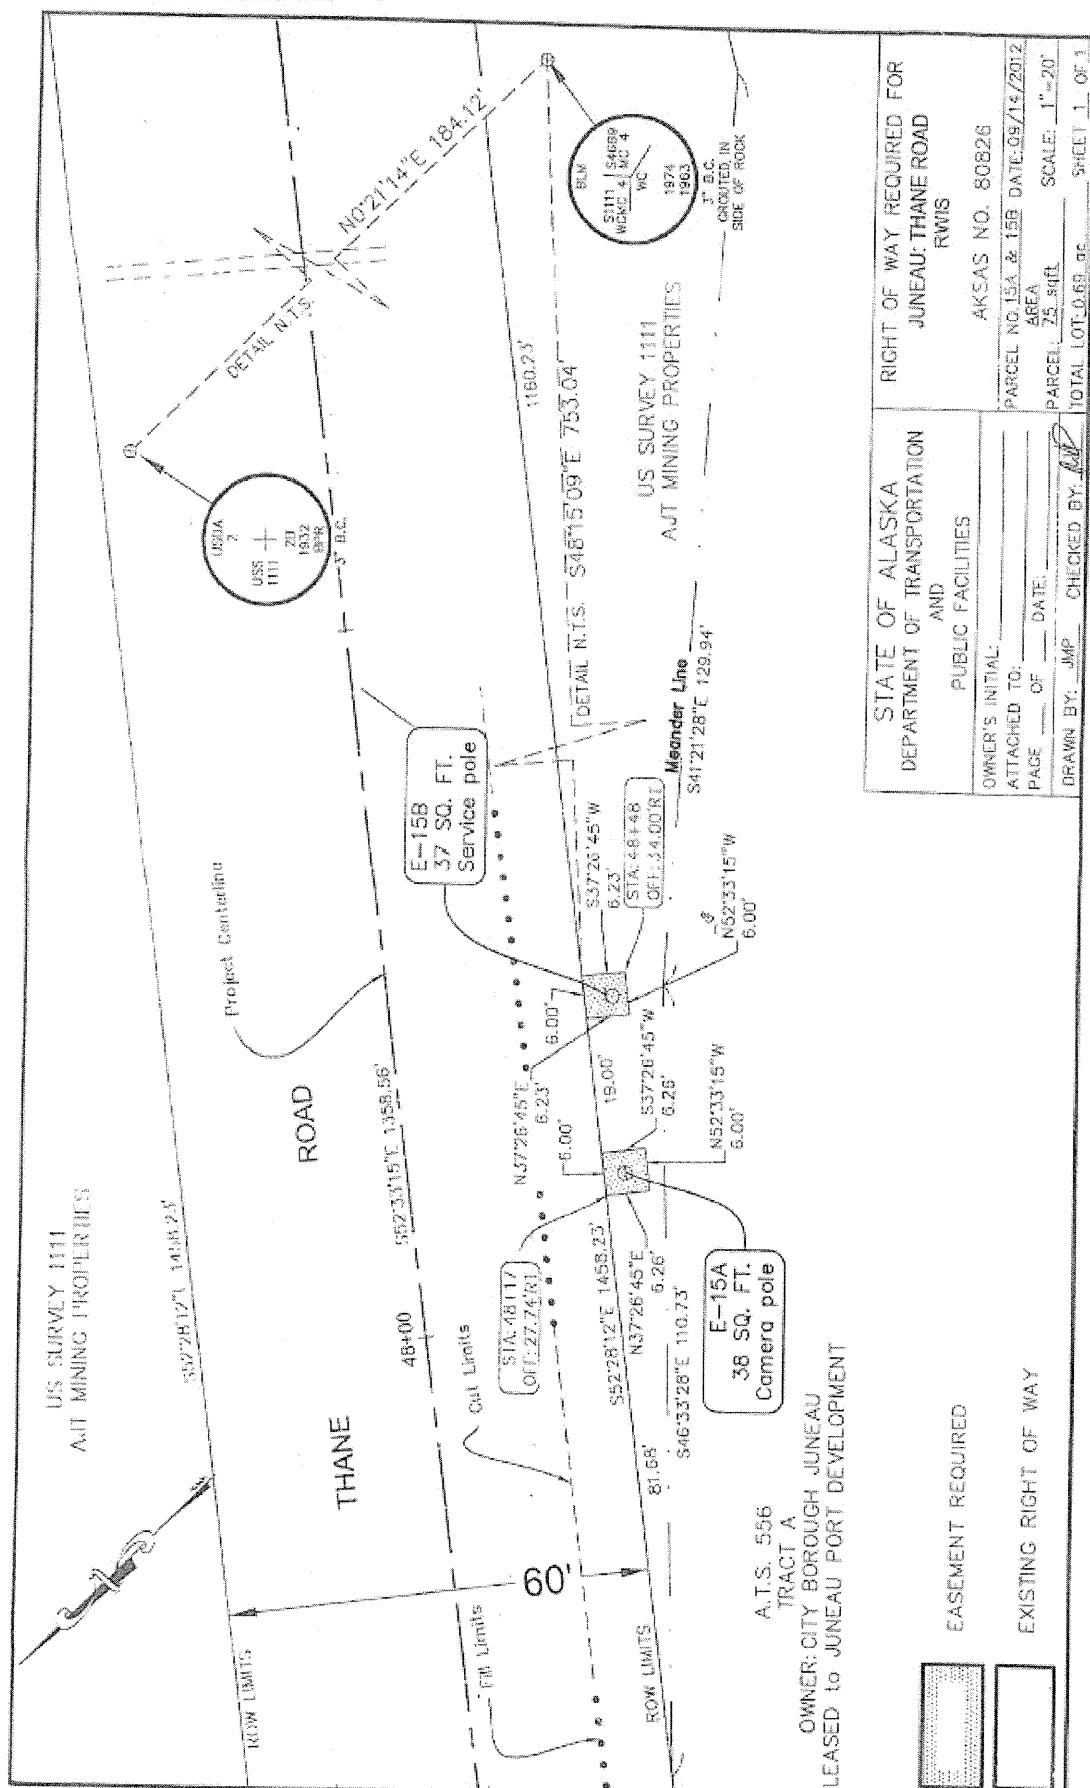 US SURVEY 1111
AJT MINING PROPERTIES
S52°28'12"E 1458.23'
ROW LIMITS
60'
THANE
ROAD
Project Centerline
48+00
S52°33'15"E 1358.56'
Cut Limits
Fill Limits
ROW LIMITS
DETAIL N.T.S.
N0°21'14"E 184.12'
USS
1111
1932
BPR
3" B.C.
BLM
S1111
WCMC 4
S4689
MC 4
WC
1974
1963
3" B.C.
GROUTED IN
SIDE OF ROCK
E-15B
37 SQ. FT.
Service pole
1160.23'
DETAIL N.T.S.
S48°15'09"E 753.04'
US SURVEY 1111
AJT MINING PROPERTIES
Meander Line
S41°21'28"E 129.94'
S37°26'45"W
6.23'
STA: 48+48
OFF: 34.00'RT
N52°33'15"W
6.00'
N37°26'45"E
6.23'
6.00'
19.00'
6.00'
S37°26'45"W
6.26'
N52°33'15"W
6.00'
STA: 48+17
OFF: 27.74'RT
S52°28'12"E 1458.23'
N37°26'45"E
6.26'
81.68'
S46°33'28"E 110.73'
E-15A
38 SQ. FT.
Camera pole
A.T.S. 556
TRACT A
OWNER: CITY BOROUGH JUNEAU
LEASED to JUNEAU PORT DEVELOPMENT
EASEMENT REQUIRED
EXISTING RIGHT OF WAY
STATE OF ALASKA
DEPARTMENT OF TRANSPORTATION
AND
PUBLIC FACILITIES
OWNER'S INITIAL:
ATTACHED TO:
PAGE OF DATE:
DRAWN BY: JMP CHECKED BY:
RIGHT OF WAY REQUIRED FOR
JUNEAU: THANE ROAD
RWIS
AKSAS NO. 80826
PARCEL NO. 15A & 15B DATE: 09/14/2012
AREA
PARCEL: 75 sqft SCALE: 1"=20'
TOTAL LOT: 0.69 ac SHEET 1 OF 1